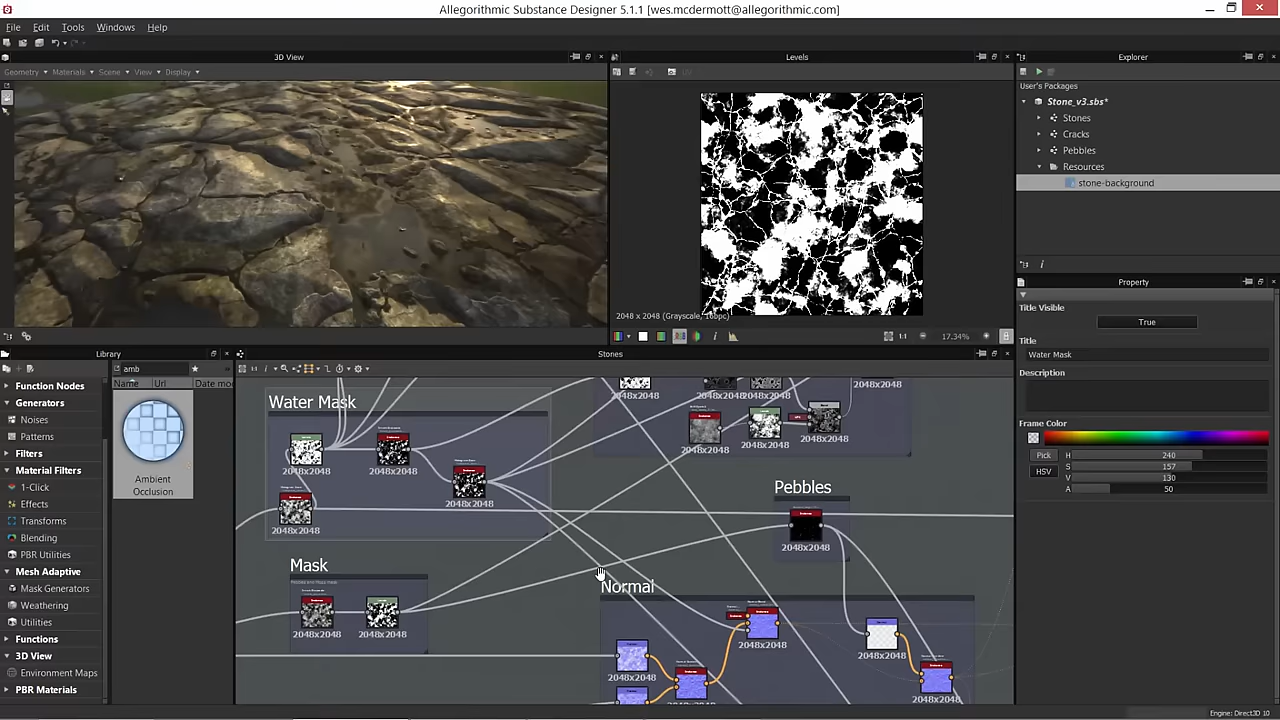 Allegorithmic Substance Designer 5.1.1 [wes.mcdermott@allegorithmic.com]
File Edit Tools Windows Help
3D View
Geometry Materials Scene View Display
Levels
2048 x 2048 (Grayscale, 16bpc)
17.34%
Explorer
User's Packages
Stone_v3.sbs*
Stones
Cracks
Pebbles
Resources
stone-background
Property
Title Visible
True
Title
Water Mask
Description
Frame Color
Pick H 240
HSV S 157
V 130
A 50
Library
amb
Name Url Date mo
Function Nodes
Generators
Noises
Patterns
Filters
Material Filters
1-Click
Effects
Transforms
Blending
PBR Utilities
Mesh Adaptive
Mask Generators
Weathering
Utilities
Functions
3D View
Environment Maps
PBR Materials
Ambient
Occlusion
Stones
Water Mask
2048x2048
2048x2048
2048x2048
2048x2048
Mask
2048x2048
2048x2048
2048x2048
2048x2048
2048x2048
2048x2048
2048x2048
2048x2048
2048x2048
Pebbles
2048x2048
Normal
2048x2048
2048x2048
2048x2048
2048x2048
Engine: Direct3D 10